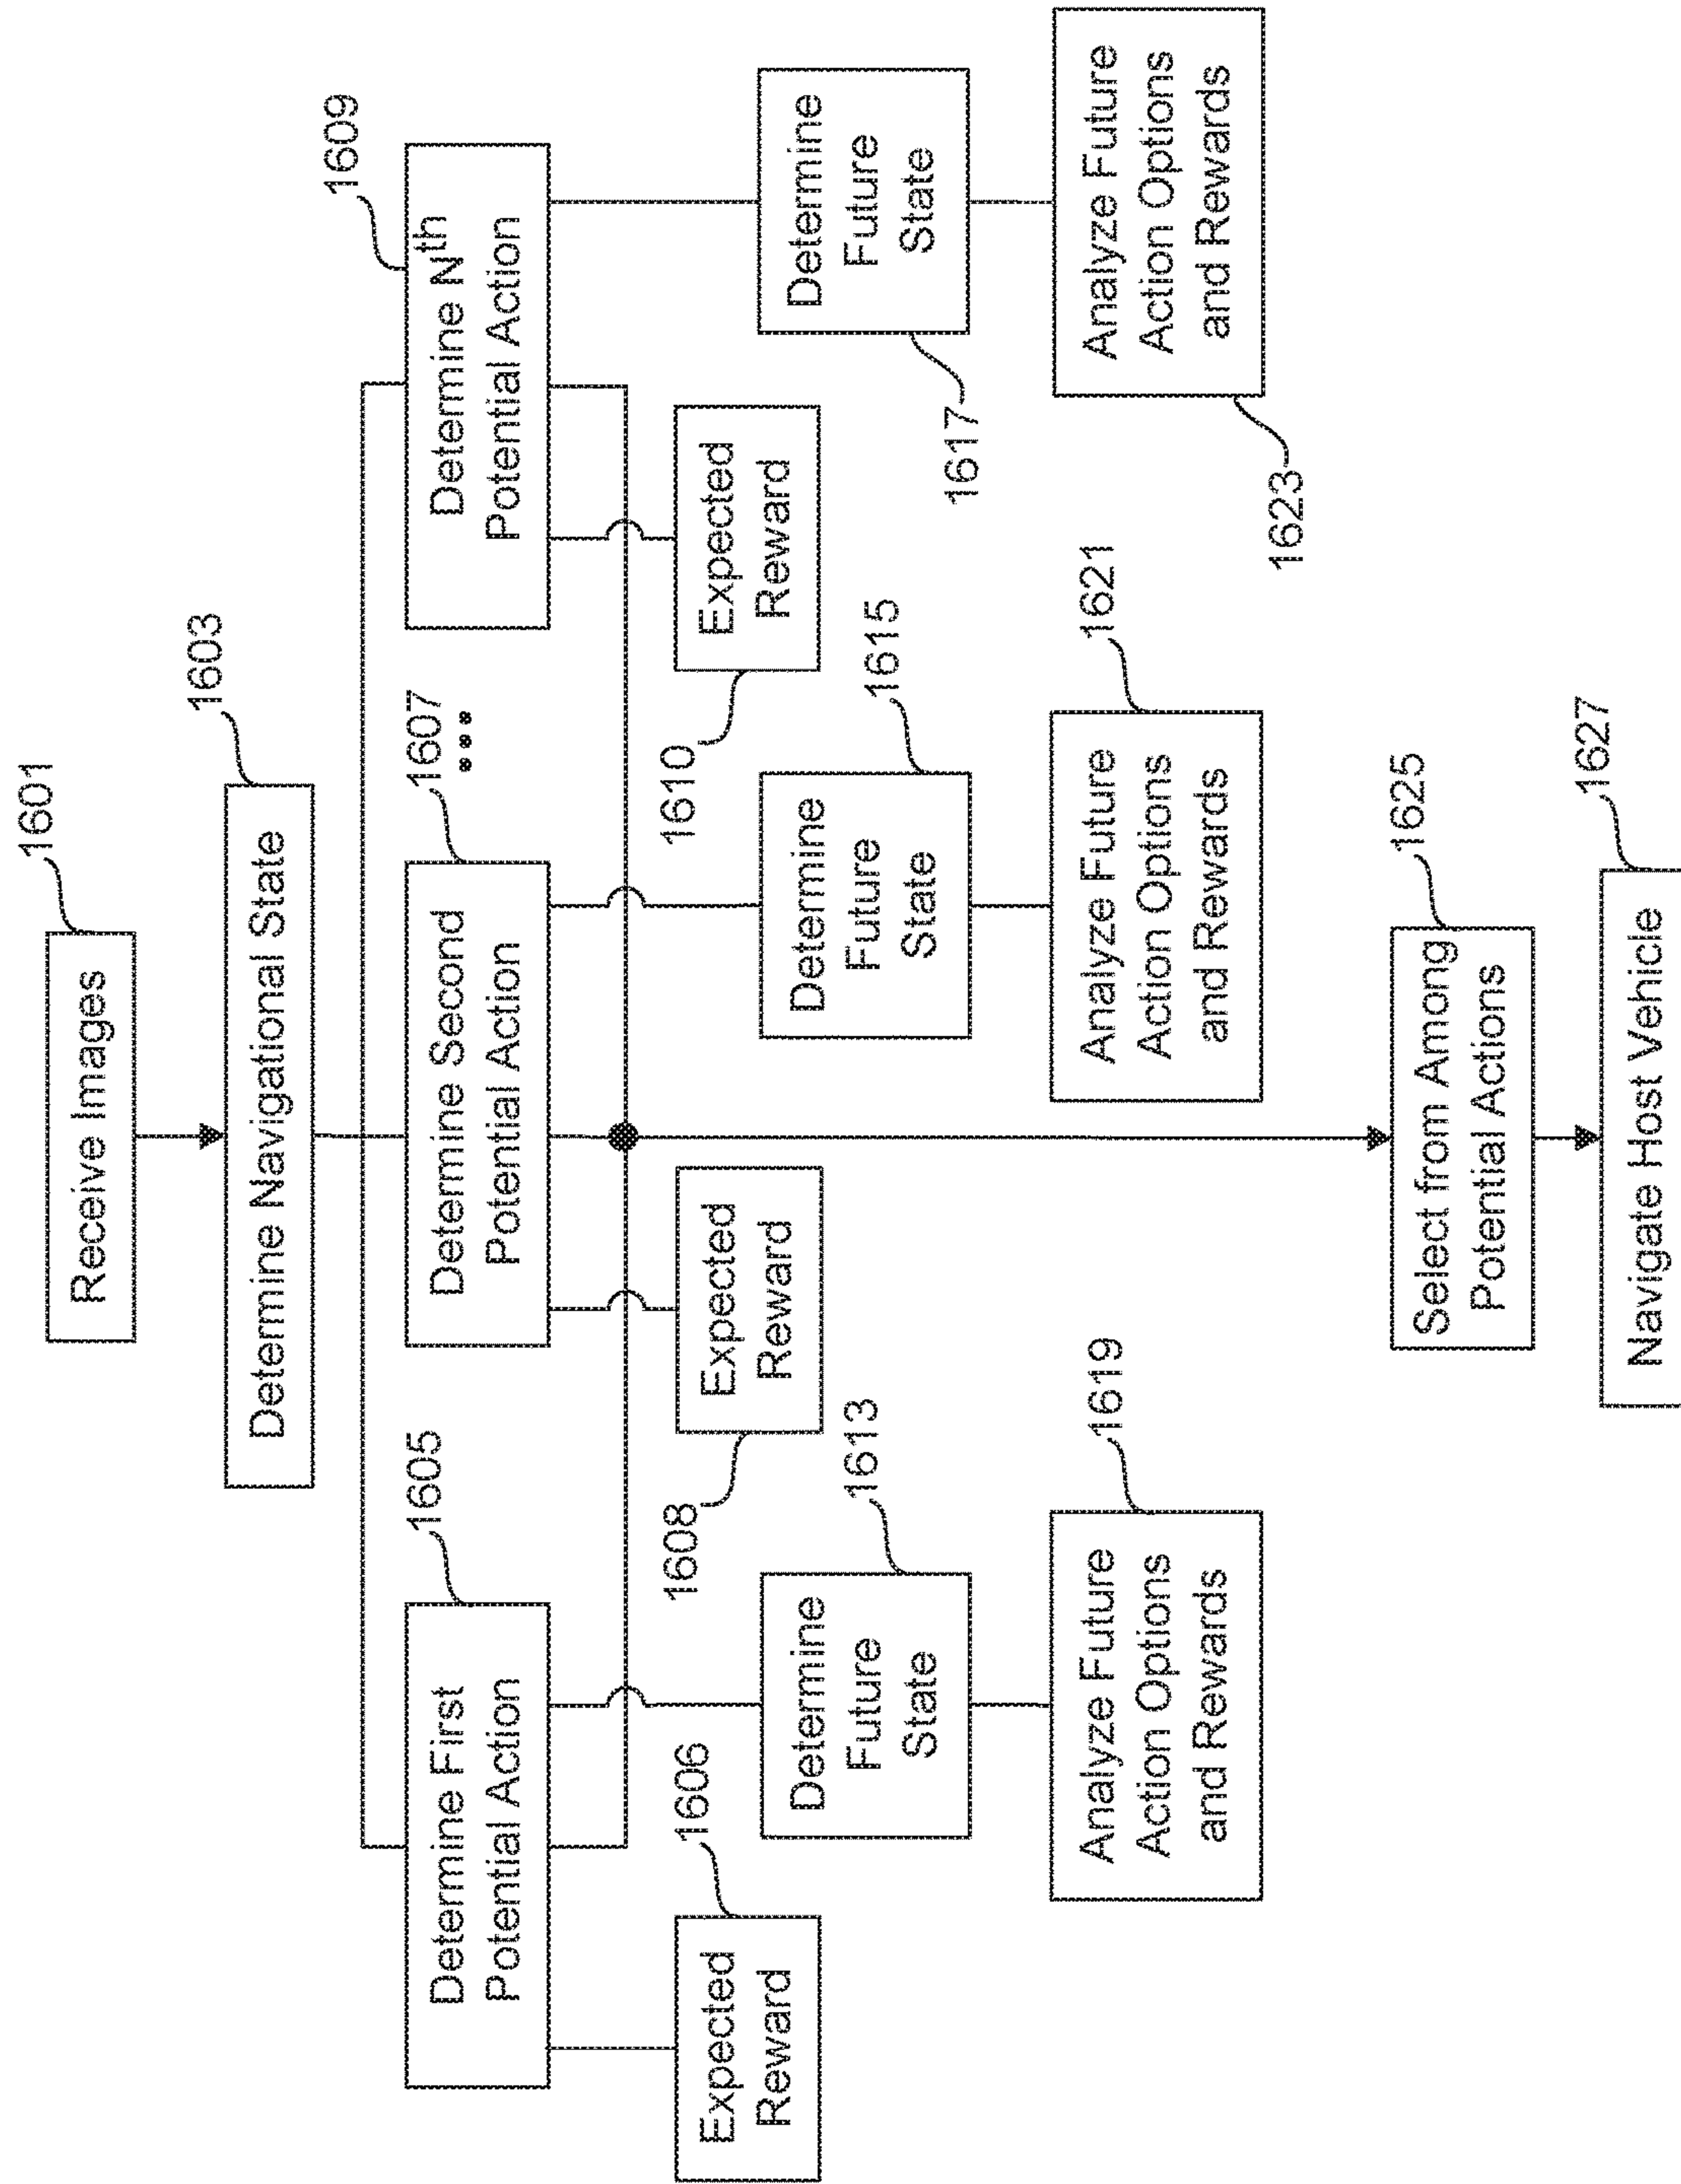 Receive Images
1601
Determine Navigational State
1603
Determine First
Potential Action
1605
Determine Second
Potential Action
1607
Determine Nth
Potential Action
1609
Expected
Reward
1606
Expected
Reward
1608
Expected
Reward
1610
Determine
Future
State
1613
Determine
Future
State
1615
Determine
Future
State
1617
Analyze Future
Action Options
and Rewards
1619
Analyze Future
Action Options
and Rewards
1621
Analyze Future
Action Options
and Rewards
1623
Select from Among
Potential Actions
1625
Navigate Host Vehicle
1627